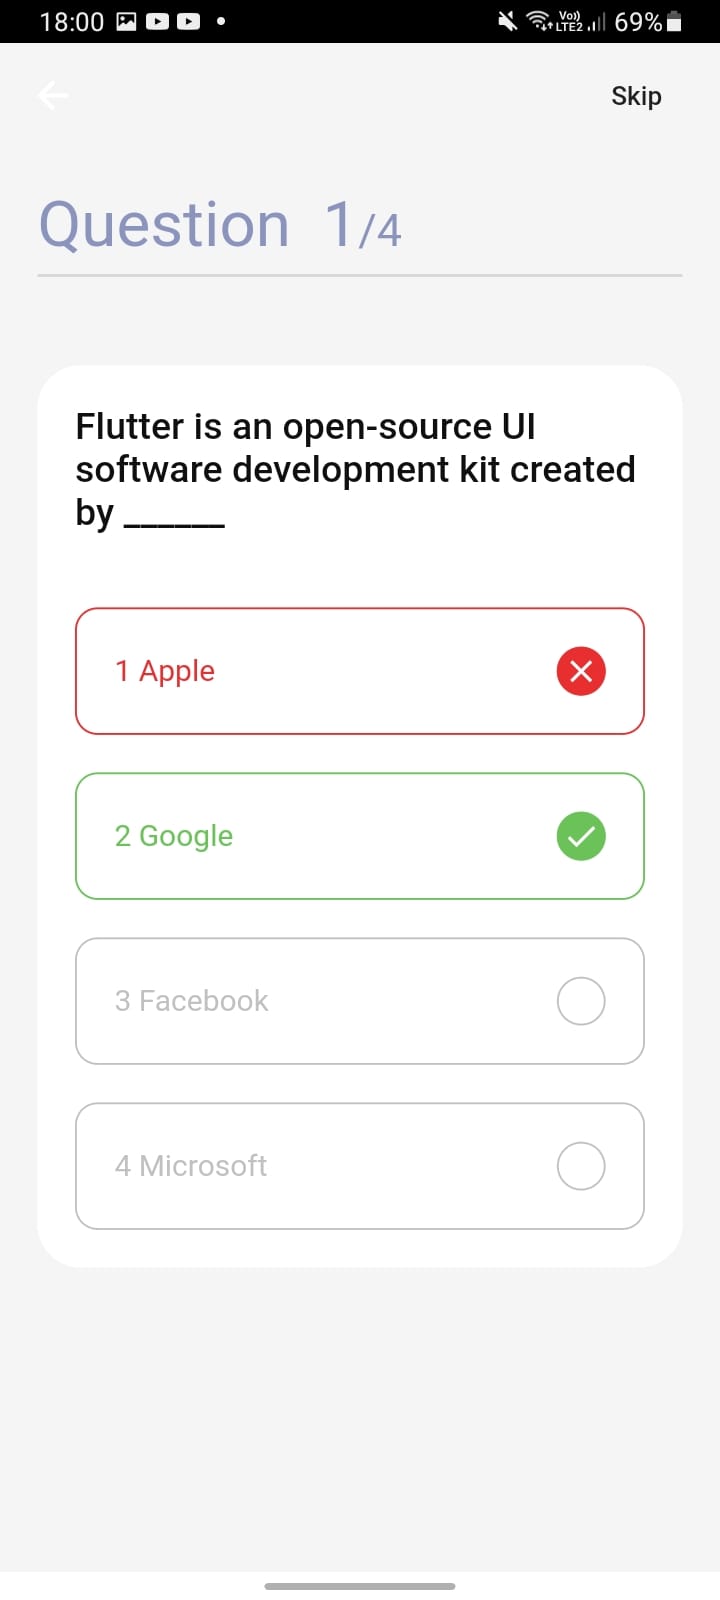 18:00 Vo)) LTE2 69%
Skip
Question 1/4
Flutter is an open-source UI
software development kit created
by ______
1 Apple
2 Google
3 Facebook
4 Microsoft